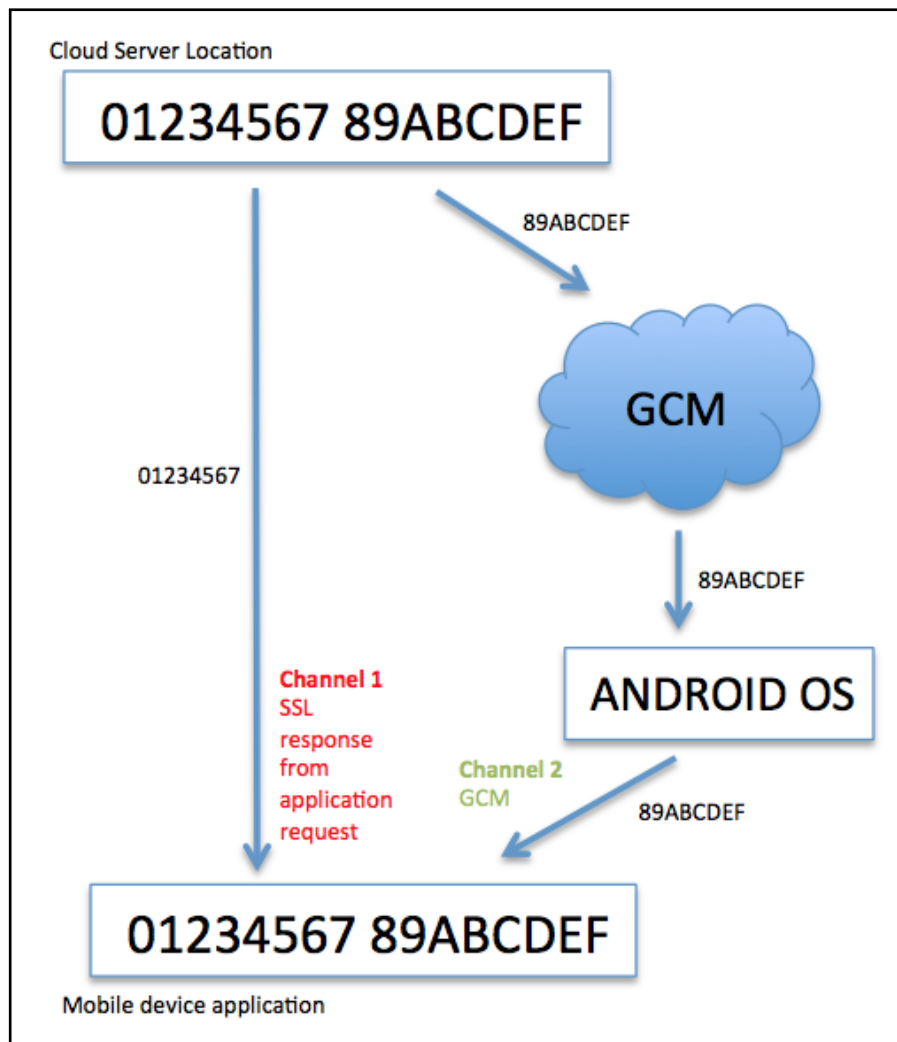 Cloud Server Location
01234567 89ABCDEF
89ABCDEF
GCM
01234567
89ABCDEF
ANDROID OS
Channel 1
SSL
response
from
application
request
Channel 2
GCM
89ABCDEF
01234567 89ABCDEF
Mobile device application